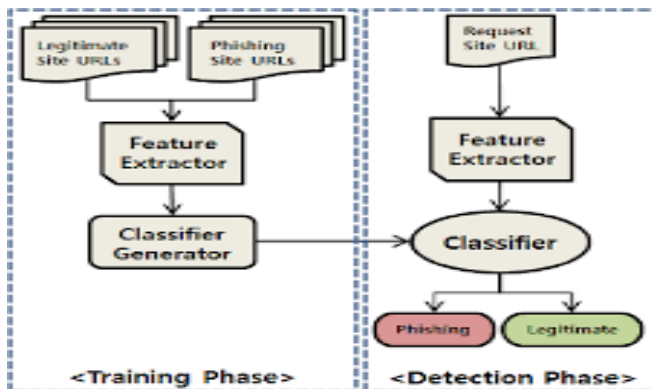 Legitimate
Site URLs
Phishing
Site URLs
Feature
Extractor
Classifier
Generator
<Training Phase>
Request
Site URL
Feature
Extractor
Classifier
Phishing
Legitimate
<Detection Phase>